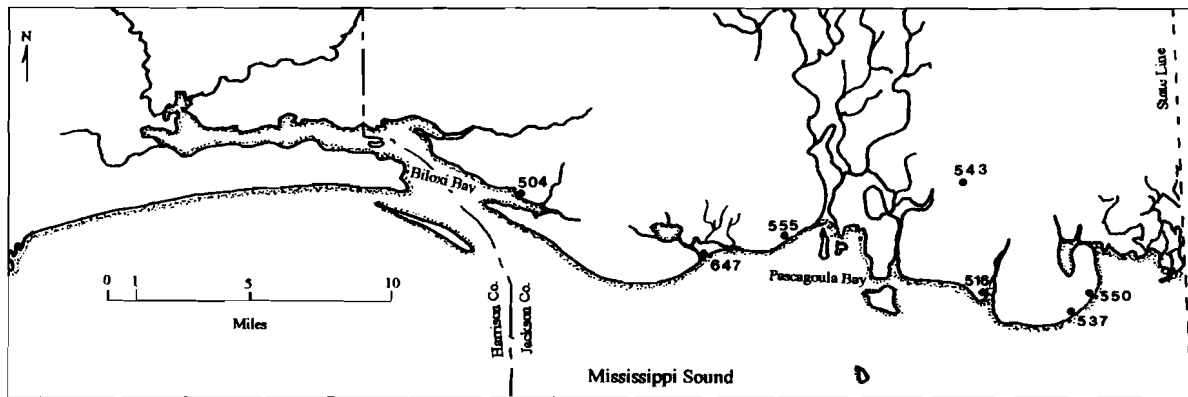 N
State Line
543
Biloxi Bay
504
555
647
Pascagoula Bay
516
550
537
0 1 5 10
Miles
Harrison Co.
Jackson Co.
Mississippi Sound